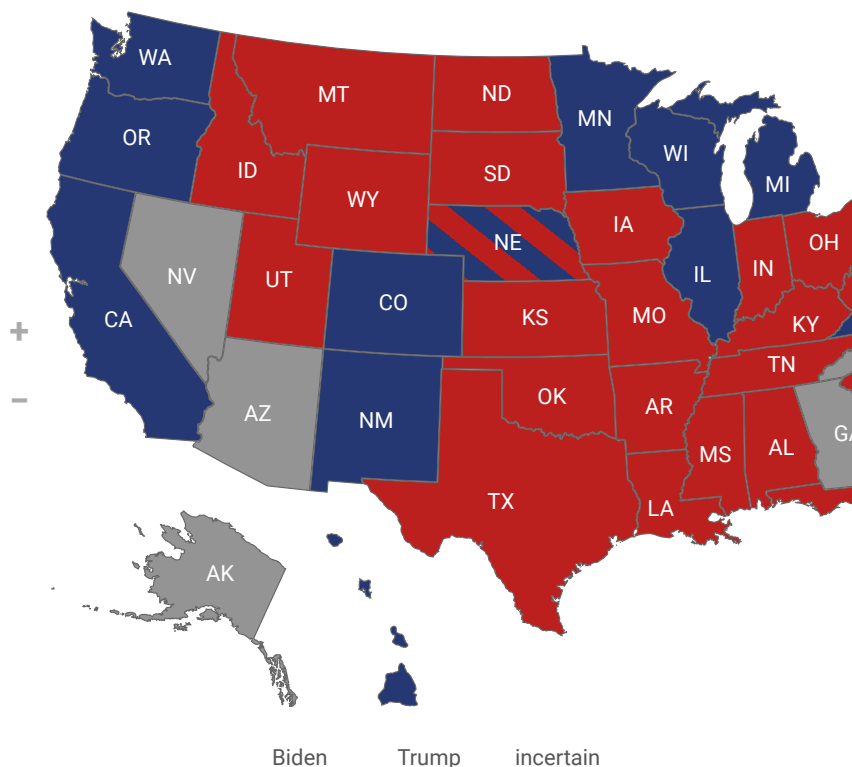 WA
MT
ND
MN
OR
WI
ID
SD
MI
WY
IA
NE
OH
NV
UT
IL
IN
CO
CA
KS
MO
KY
+
TN
OK
AR
−
AZ
NM
GA
MS
AL
TX
LA
AK
Biden Trump incertain